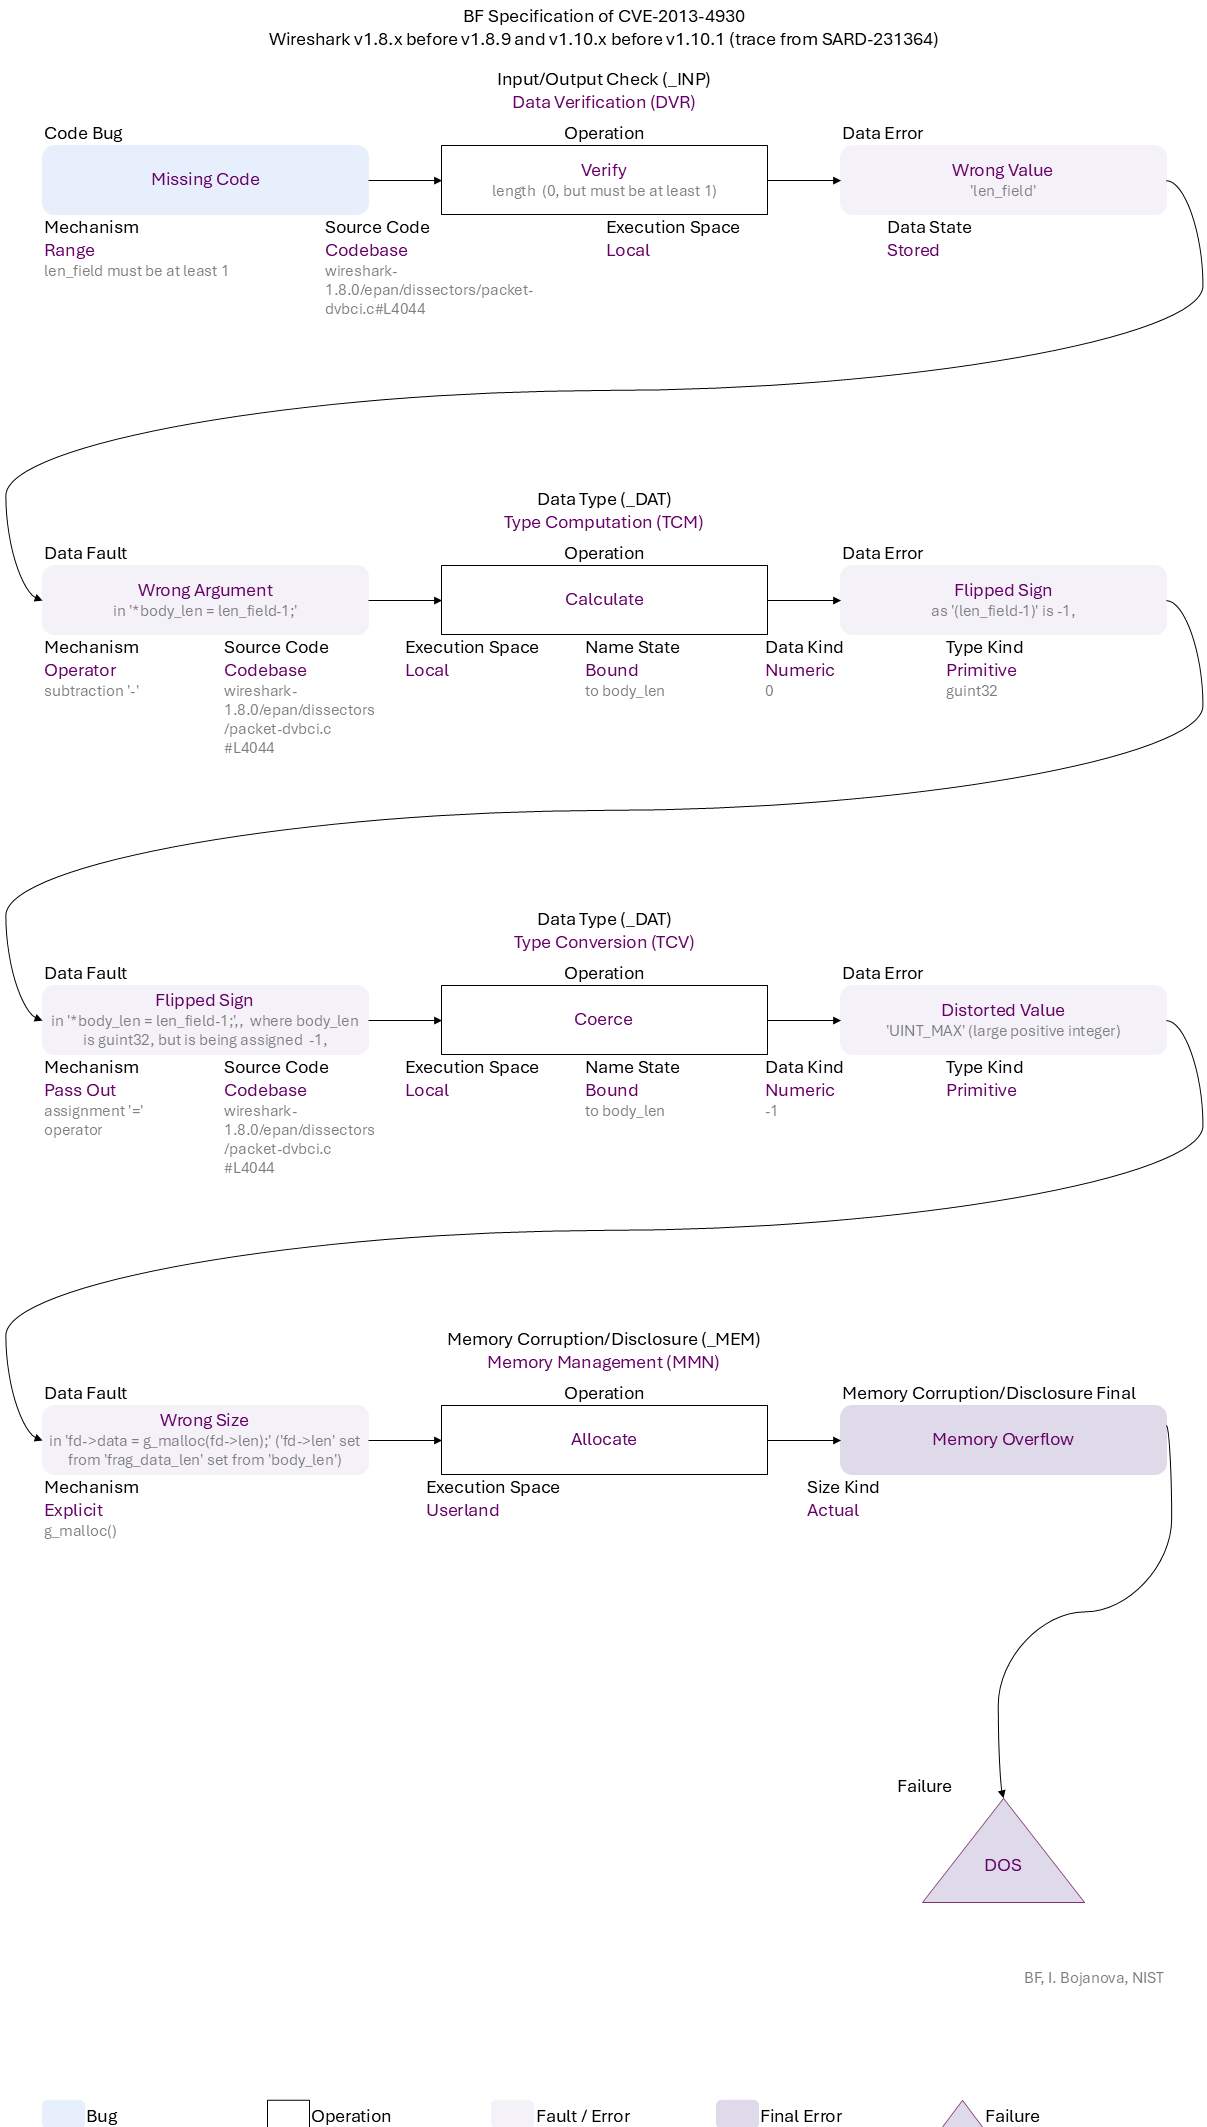 BF Specification of CVE-2013-4930
Wireshark v1.8.x before v1.8.9 and v1.10.x before v1.10.1 (trace from SARD-231364)
Input/Output Check (_INP)
Data Verification (DVR)
Code Bug
Operation
Data Error
Missing Code
Verify
length (0, but must be at least 1)
Wrong Value
'len_field'
Mechanism
Range
len_field must be at least 1
Source Code
Codebase
wireshark-
1.8.0/epan/dissectors/packet-
dvbci.c#L4044
Execution Space
Local
Data State
Stored
Data Type (_DAT)
Type Computation (TCM)
Data Fault
Operation
Data Error
Wrong Argument
in '*body_len = len_field-1;'
Calculate
Flipped Sign
as '(len_field-1)' is -1,
Mechanism
Operator
subtraction '-'
Source Code
Codebase
wireshark-
1.8.0/epan/dissectors
/packet-dvbci.c
#L4044
Execution Space
Local
Name State
Bound
to body_len
Data Kind
Numeric
0
Type Kind
Primitive
guint32
Data Type (_DAT)
Type Conversion (TCV)
Data Fault
Operation
Data Error
Flipped Sign
in '*body_len = len_field-1;',, where body_len
is guint32, but is being assigned -1,
Coerce
Distorted Value
'UINT_MAX' (large positive integer)
Mechanism
Pass Out
assignment '='
operator
Source Code
Codebase
wireshark-
1.8.0/epan/dissectors
/packet-dvbci.c
#L4044
Execution Space
Local
Name State
Bound
to body_len
Data Kind
Numeric
-1
Type Kind
Primitive
Memory Corruption/Disclosure (_MEM)
Memory Management (MMN)
Data Fault
Operation
Memory Corruption/Disclosure Final
Wrong Size
in 'fd->data = g_malloc(fd->len);' ('fd->len' set
from 'frag_data_len' set from 'body_len')
Allocate
Memory Overflow
Mechanism
Explicit
g_malloc()
Execution Space
Userland
Size Kind
Actual
Failure
DOS
BF, I. Bojanova, NIST
Bug
Operation
Fault / Error
Final Error
Failure